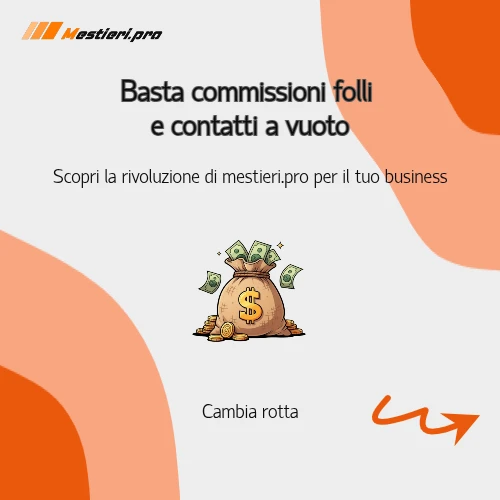 Mestieri.pro
Basta commissioni folli
e contatti a vuoto
Scopri la rivoluzione di mestieri.pro per il tuo business
$
Cambia rotta